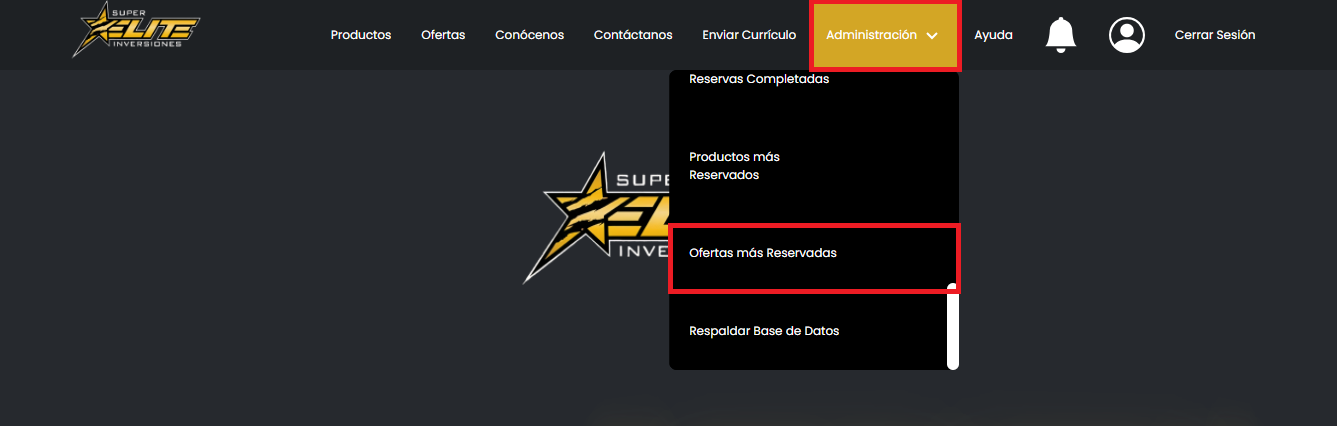 SUPER
ELITE
INVERSIONES
Productos
Ofertas
Conócenos
Contáctanos
Enviar Currículo
Administración
Ayuda
Cerrar Sesión
Reservas Completadas
Productos más
Reservados
SUPE
Ofertas más Reservadas
INVE
Respaldar Base de Datos